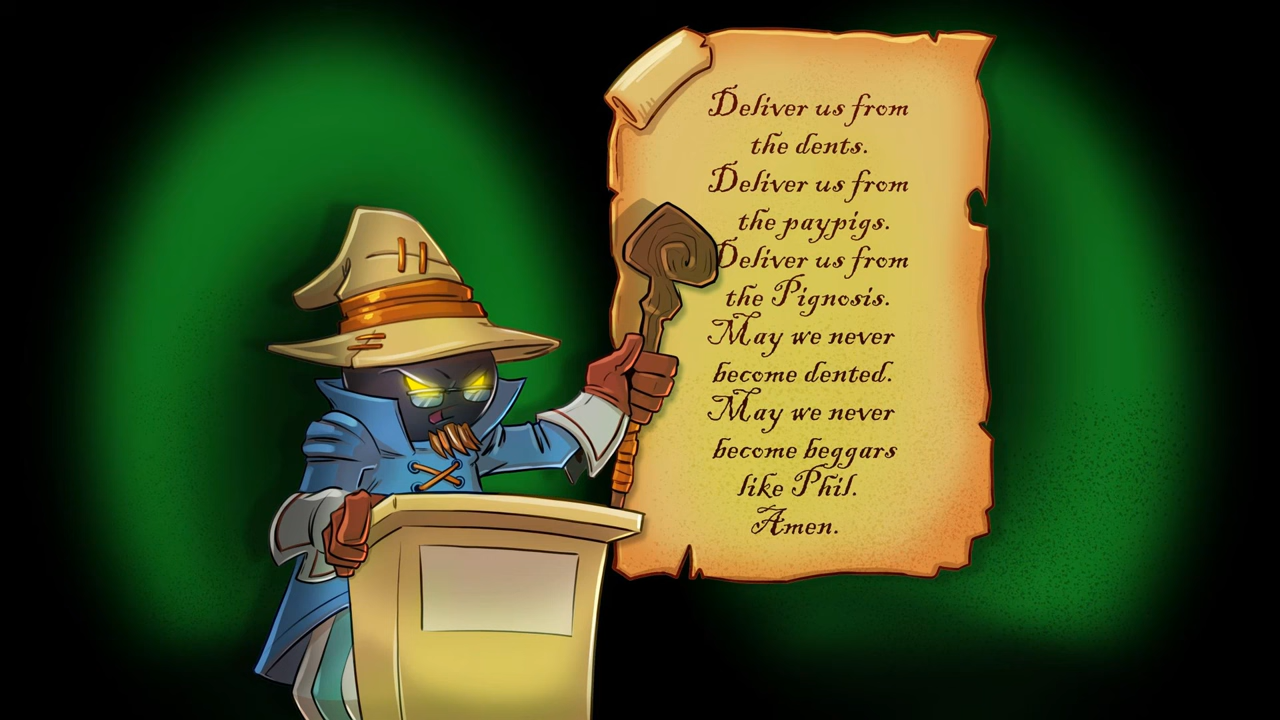 Deliver us from
the dents.
Deliver us from
the paypigs.
Deliver us from
the Pignosis.
May we never
become dented.
May we never
become beggars
like Phil.
Amen.